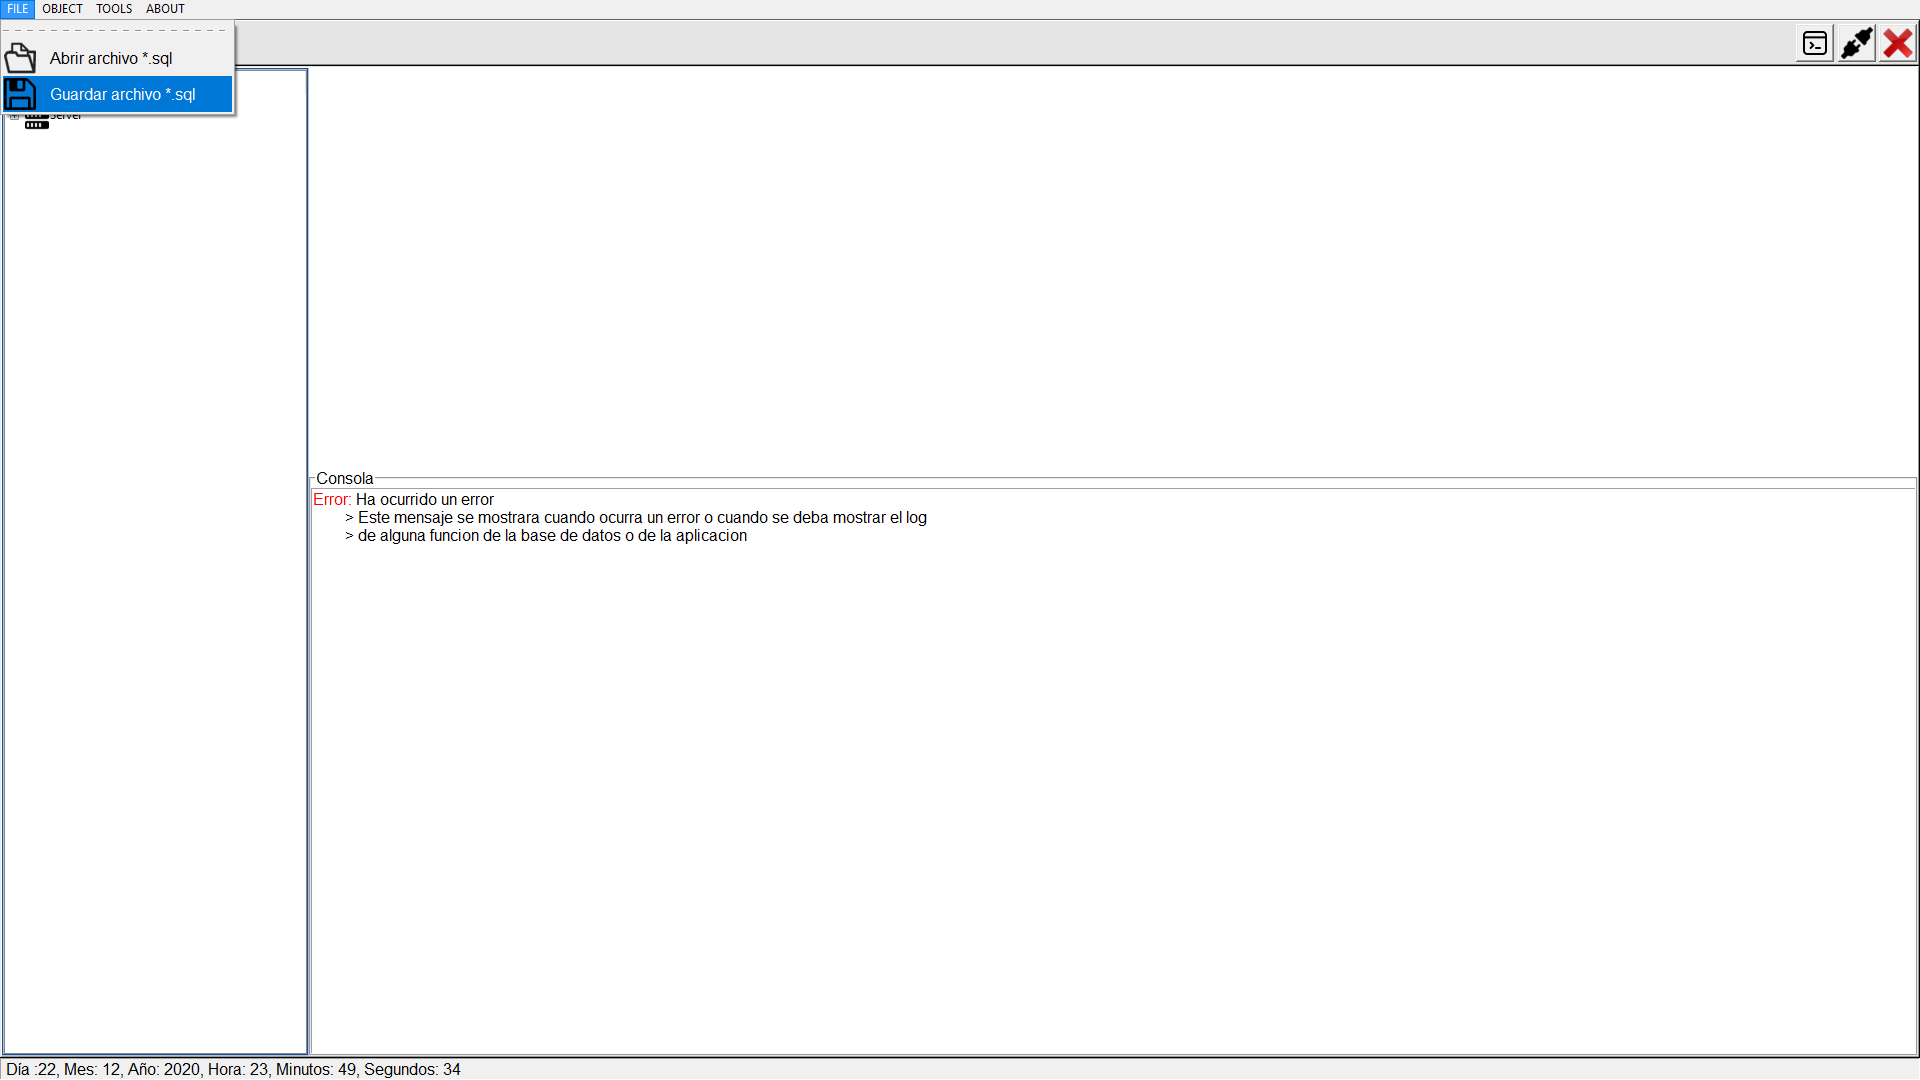 FILE OBJECT TOOLS ABOUT
Abrir archivo *.sql
Guardar archivo *.sql
Server
Consola
Error: Ha ocurrido un error
> Este mensaje se mostrara cuando ocurra un error o cuando se deba mostrar el log
> de alguna funcion de la base de datos o de la aplicacion
Día :22, Mes: 12, Año: 2020, Hora: 23, Minutos: 49, Segundos: 34